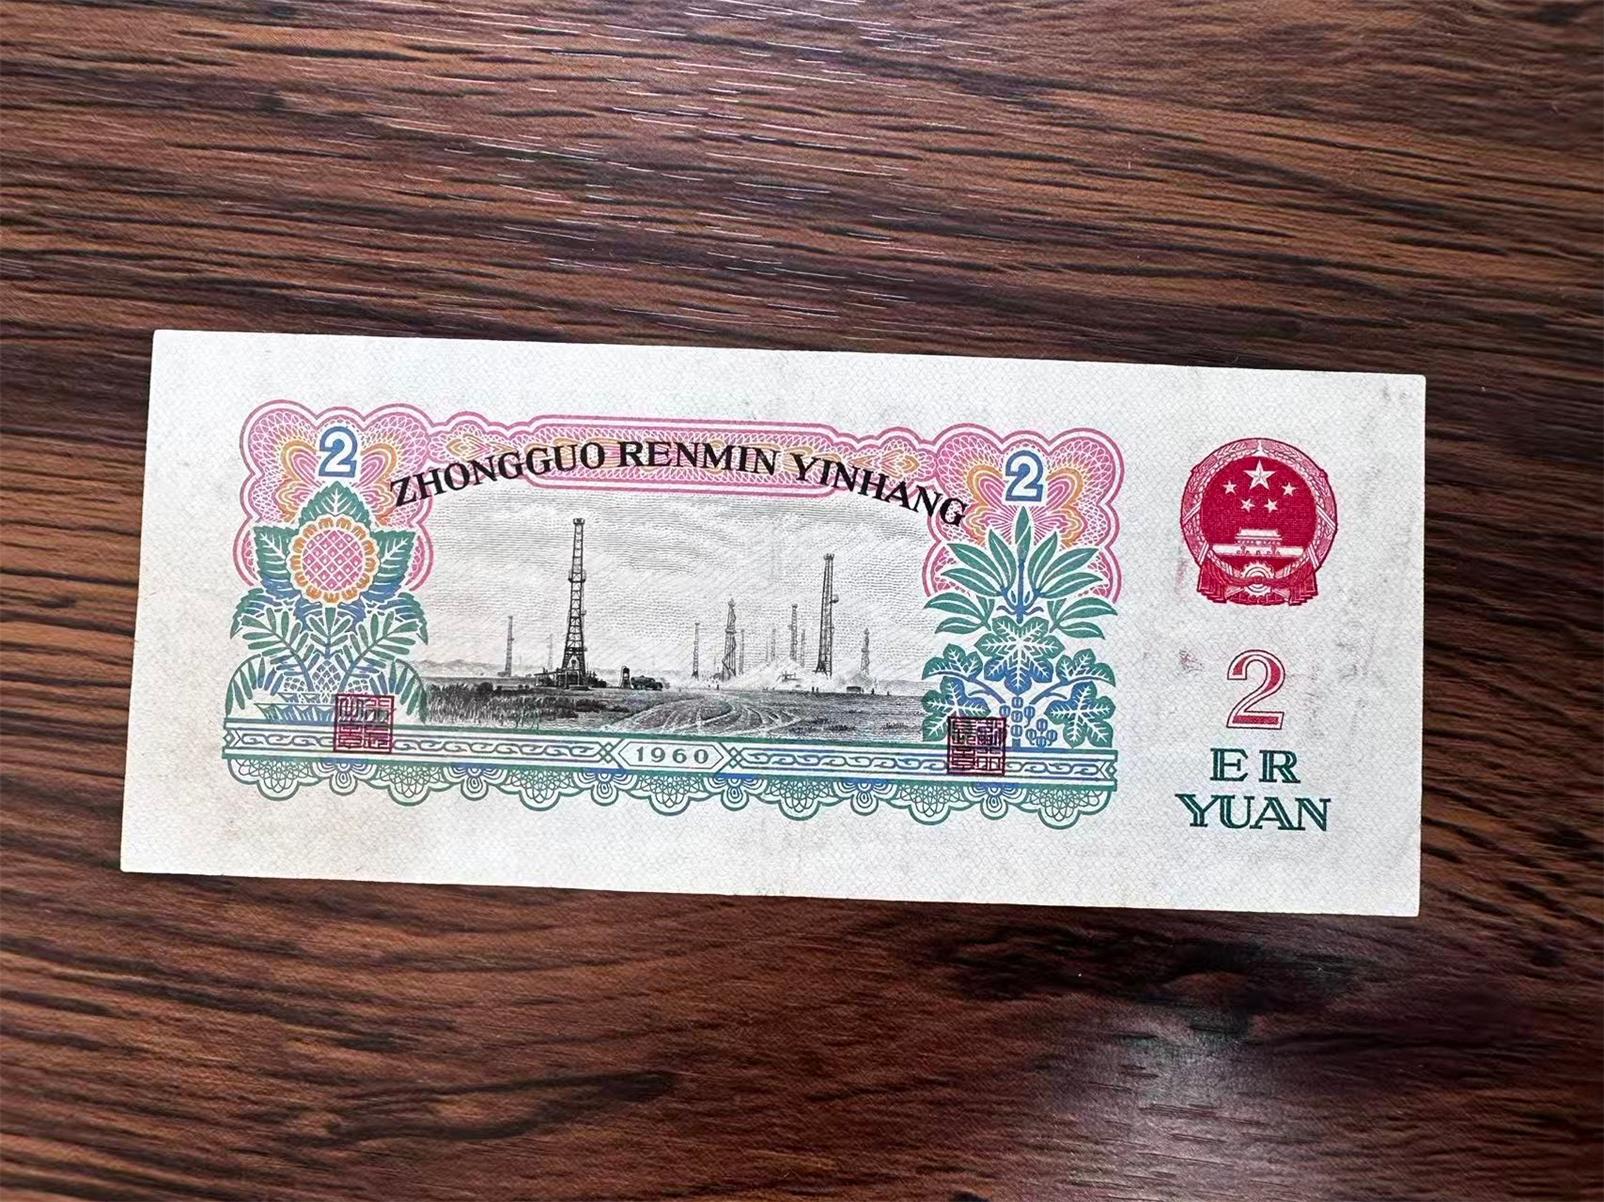 2
ZHONGGUO RENMIN YINHANG
2
1960
2
ER
YUAN